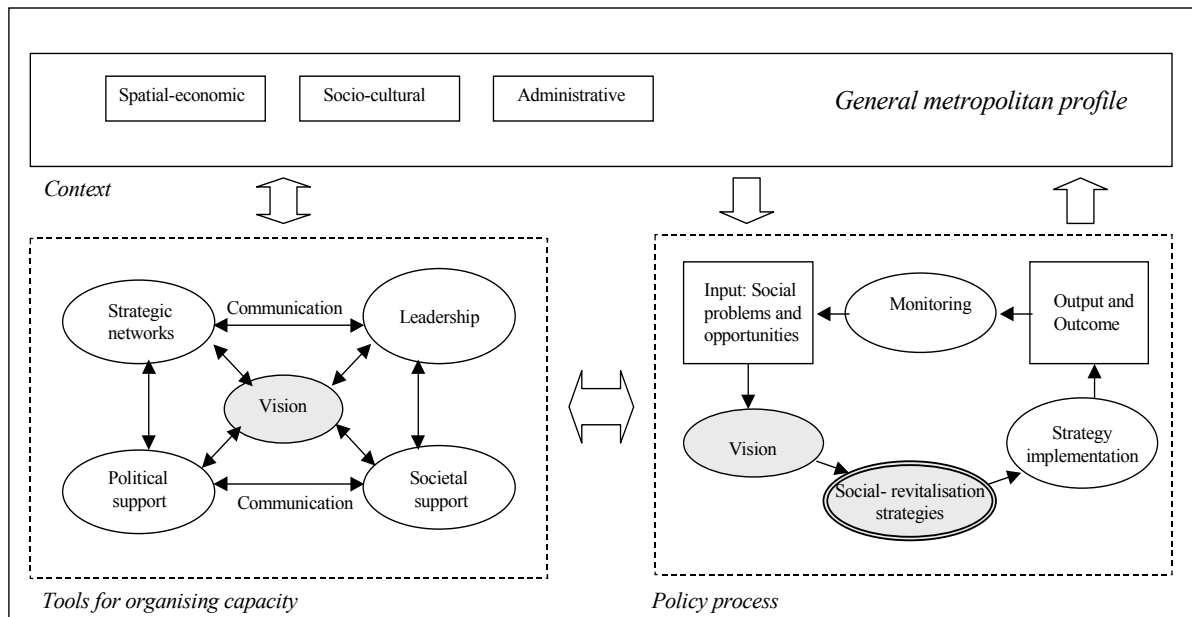 Spatial-economic
Socio-cultural
Administrative
General metropolitan profile
Context
Strategic
networks
Communication
Leadership
Vision
Political
support
Communication
Societal
support
Tools for organising capacity
Input: Social
problems and
opportunities
Monitoring
Output and
Outcome
Vision
Social- revitalisation
strategies
Strategy
implementation
Policy process